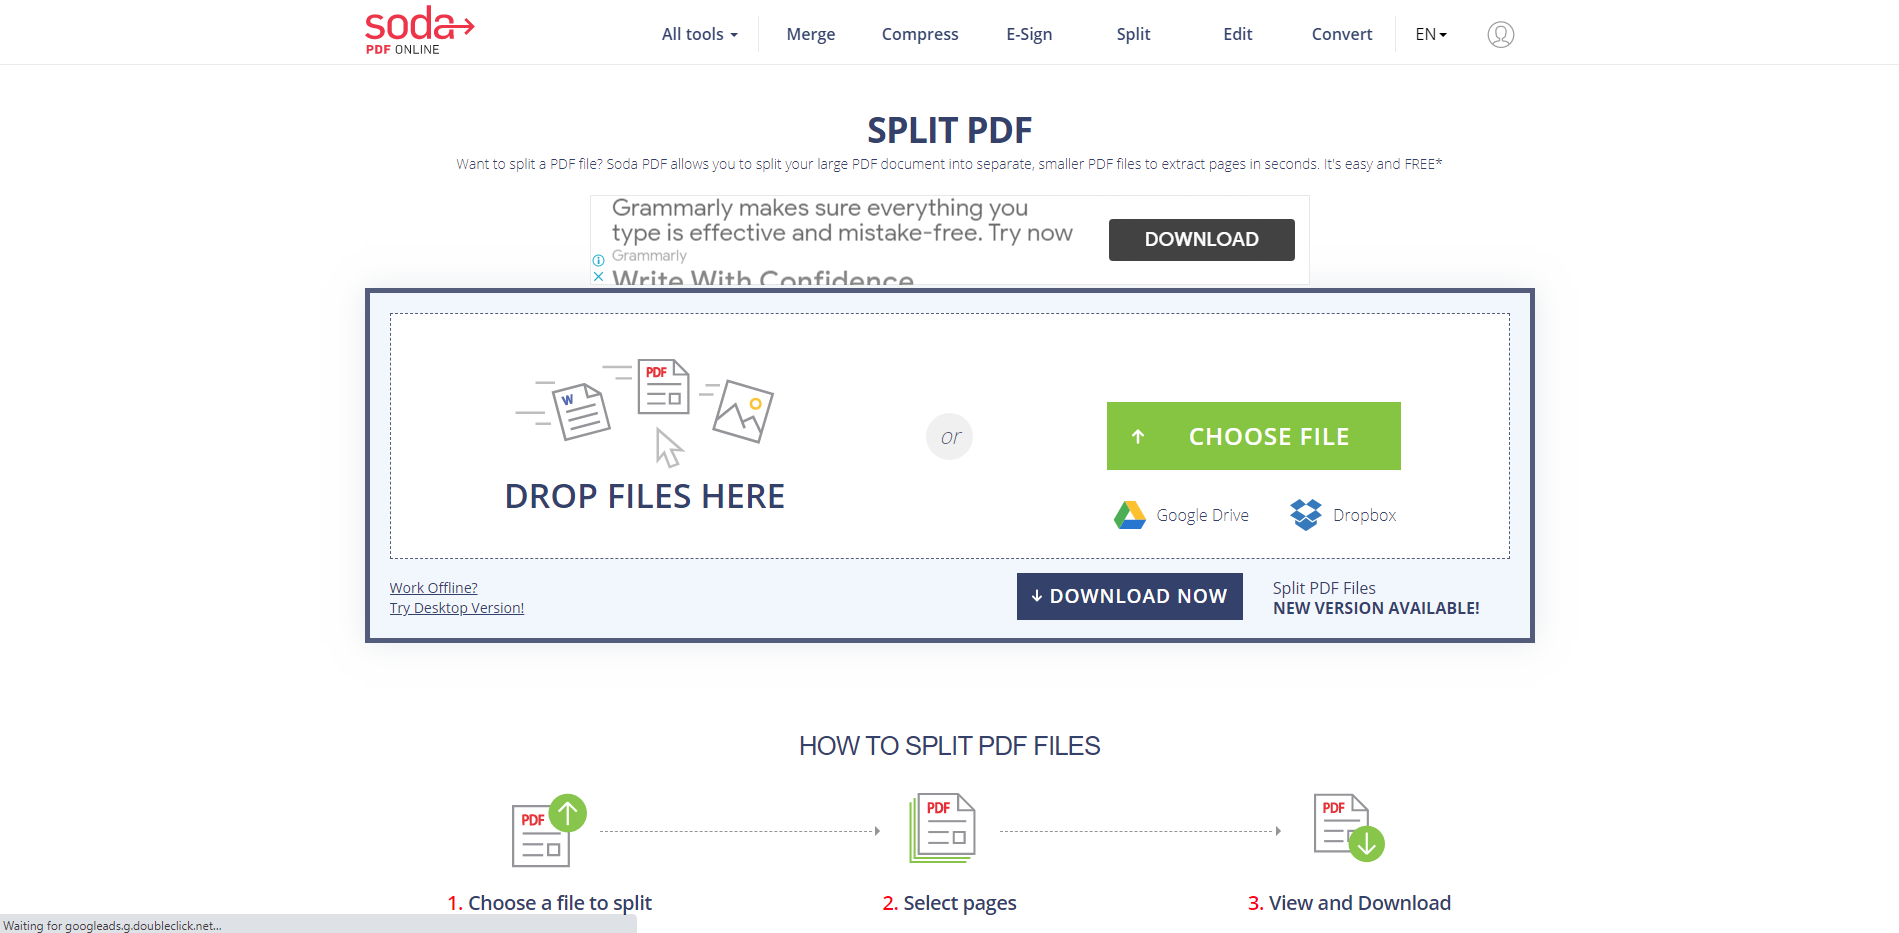 soda
PDF ONLINE
All tools
Merge
Compress
E-Sign
Split
Edit
Convert
EN
SPLIT PDF
Want to split a PDF file? Soda PDF allows you to split your large PDF document into separate, smaller PDF files to extract pages in seconds. It's easy and FREE*
Grammarly makes sure everything you
type is effective and mistake-free. Try now
Grammarly
Write With Confidence
DOWNLOAD
W
PDF
DROP FILES HERE
or
CHOOSE FILE
Google Drive
Dropbox
Work Offline?
Try Desktop Version!
DOWNLOAD NOW
Split PDF Files
NEW VERSION AVAILABLE!
HOW TO SPLIT PDF FILES
PDF
PDF
PDF
1. Choose a file to split
2. Select pages
3. View and Download
Waiting for googleads.g.doubleclick.net...